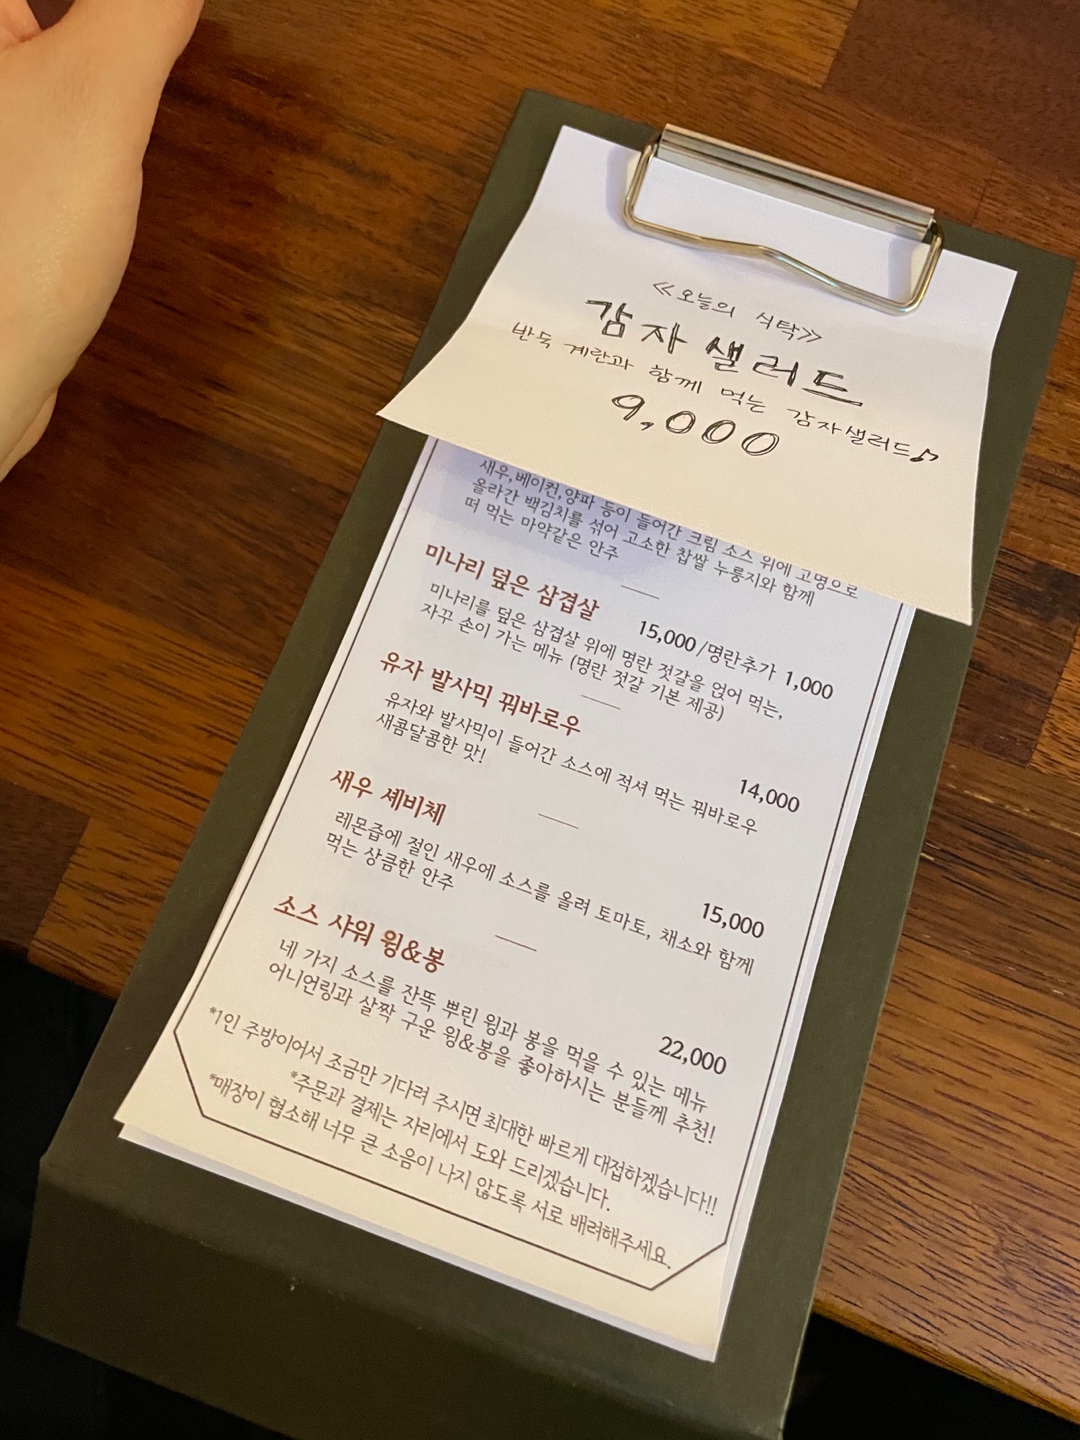 ≪오늘의 식탁≫
감자 샐러드
반독 계란과 함께 먹는 감자샐러드♪
9,000
새우,베이컨,양파 등이 들어간 크림 소스 위에 고명으로
올라간 백김치를 섞어 고소한 찹쌀 누룽지와 함께
떠 먹는 마약같은 안주
미나리 덮은 삼겹살
15,000/명란추가 1,000
미나리를 덮은 삼겹살 위에 명란 젓갈을 얹어 먹는,
자꾸 손이 가는 메뉴 (명란 젓갈 기본 제공)
유자 발사믹 꿔바로우
14,000
유자와 발사믹이 들어간 소스에 적셔 먹는 꿔바로우
새콤달콤한 맛!
새우 셰비체
15,000
레몬즙에 절인 새우에 소스를 올려 토마토, 채소와 함께
먹는 상큼한 안주
소스 샤워 윙&봉
22,000
네 가지 소스를 잔뜩 뿌린 윙과 봉을 먹을 수 있는 메뉴
어니언링과 살짝 구운 윙&봉을 좋아하시는 분들께 추천!
*1인 주방이어서 조금만 기다려 주시면 최대한 빠르게 대접하겠습니다!!
*주문과 결제는 자리에서 도와 드리겠습니다.
*매장이 협소해 너무 큰 소음이 나지 않도록 서로 배려해주세요.